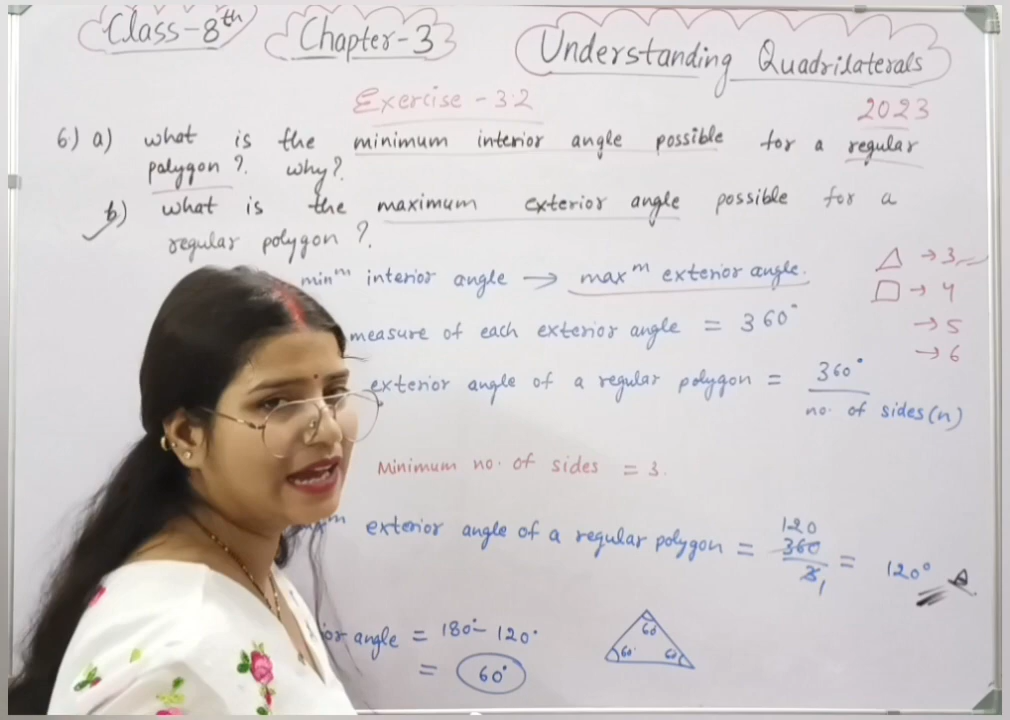 Class-8th Chapter-3 Understanding Quadrilaterals
Exercise - 3.2 2023
6) a) what is the minimum interior angle possible for a regular
polygon ?. why?.
b) what is the maximum exterior angle possible for a
regular polygon ?.
minᵐ interior angle → maxᵐ exterior angle.
△ → 3
□ → 4
→ 5
→ 6
measure of each exterior angle = 360°
exterior angle of a regular polygon = 360° / no. of sides(n)
Minimum no. of sides = 3.
exterior angle of a regular polygon = 120 360 / 3 1 = 120°
angle = 180° - 120°
= 60°
60
60° 60°